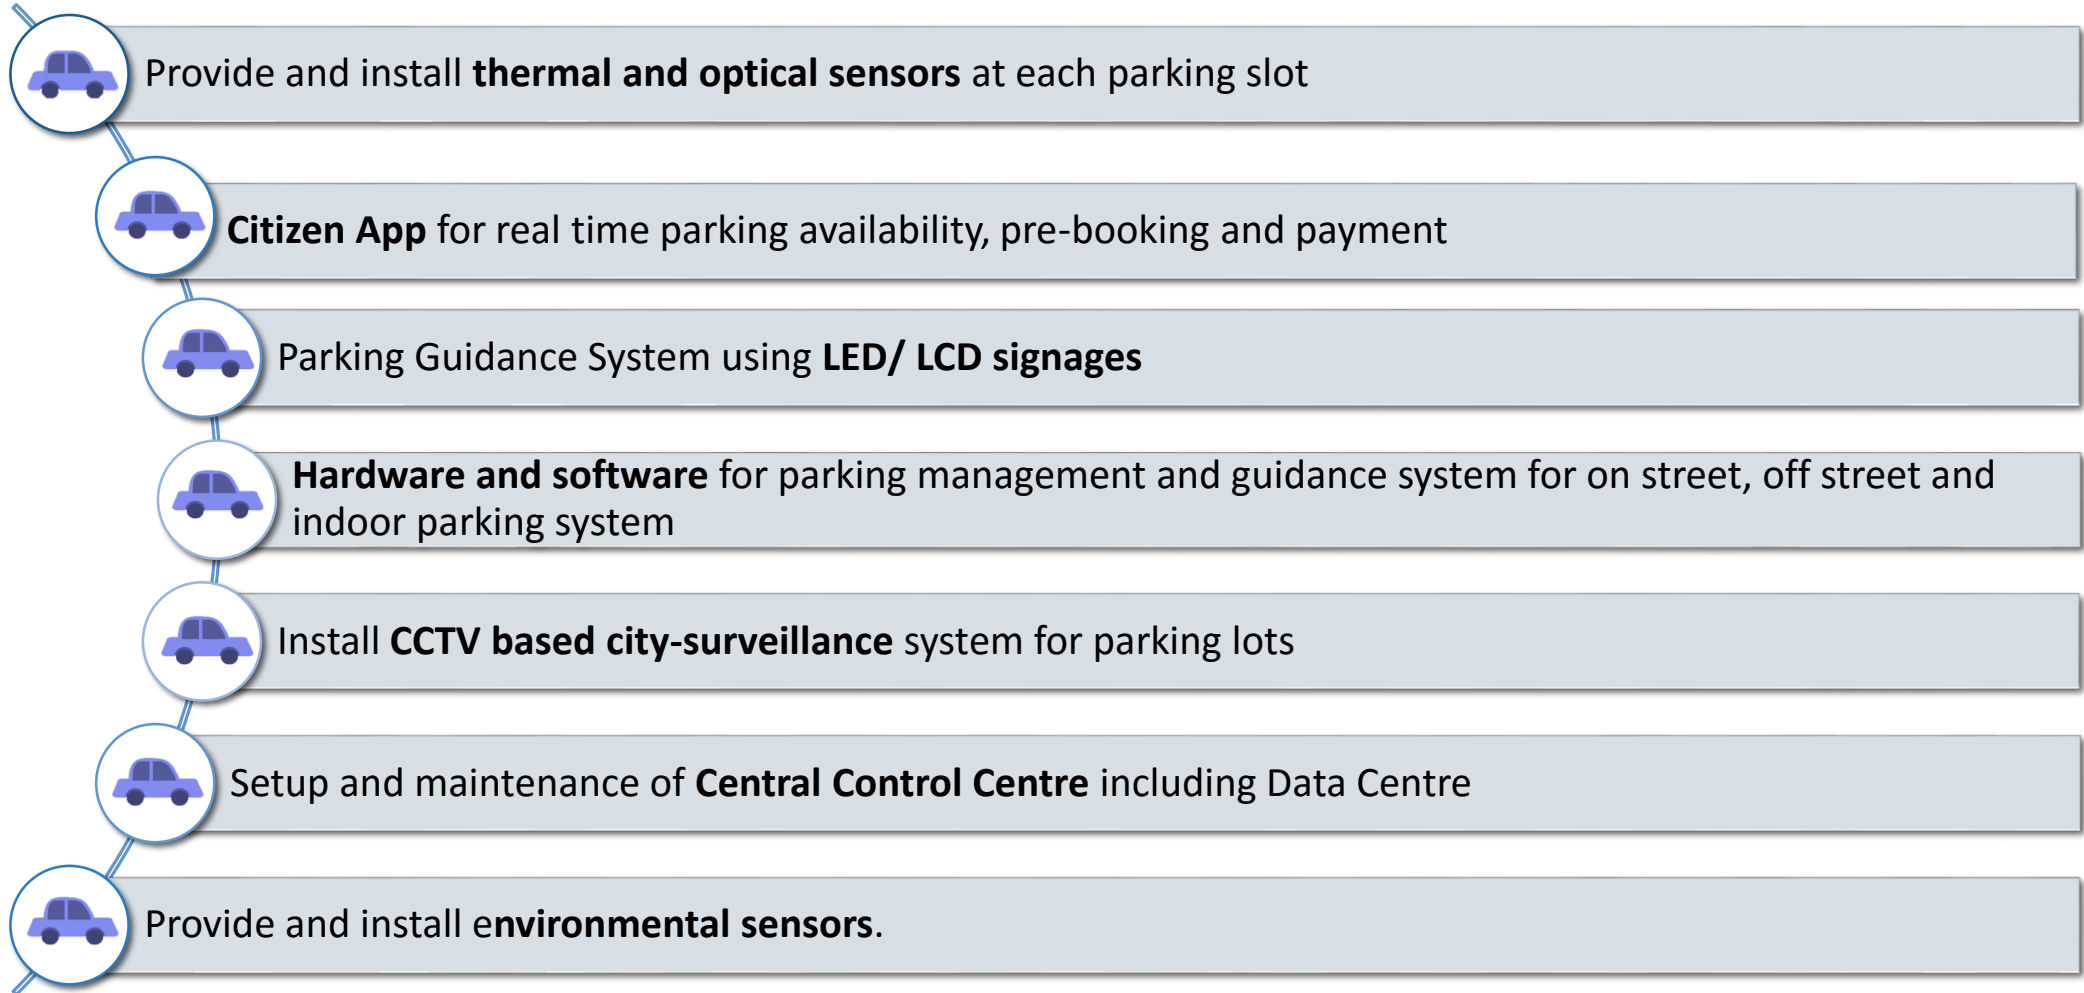 Provide and install thermal and optical sensors at each parking slot
Citizen App for real time parking availability, pre-booking and payment
Parking Guidance System using LED/ LCD signages
Hardware and software for parking management and guidance system for on street, off street and
indoor parking system
Install CCTV based city-surveillance system for parking lots
Setup and maintenance of Central Control Centre including Data Centre
Provide and install environmental sensors.